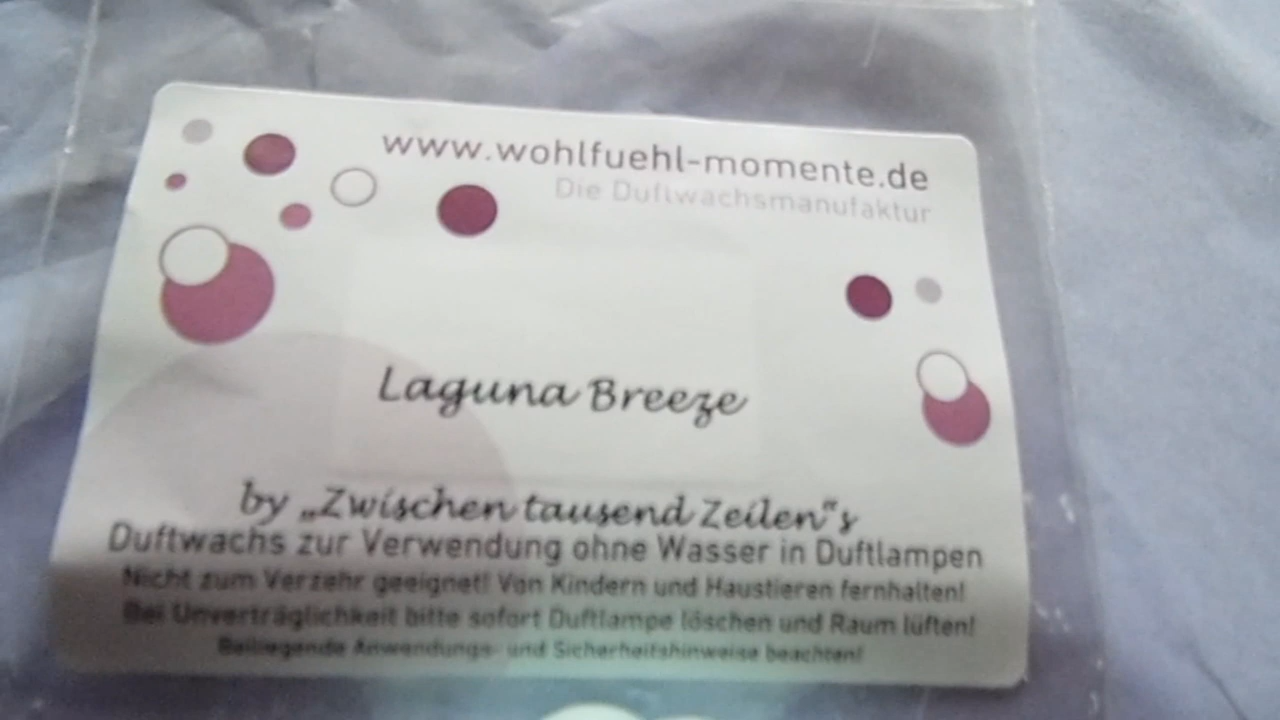 www.wohlfuehl-momente.de
Die Duftwachsmanufaktur
Laguna Breeze
by „Zwischen tausend Zeilen“s
Duftwachs zur Verwendung ohne Wasser in Duftlampen
Nicht zum Verzehr geeignet! Von Kindern und Haustieren fernhalten!
Bei Unverträglichkeit bitte sofort Duftlampe löschen und Raum lüften!
Beiliegende Anwendungs- und Sicherheitshinweise beachten!